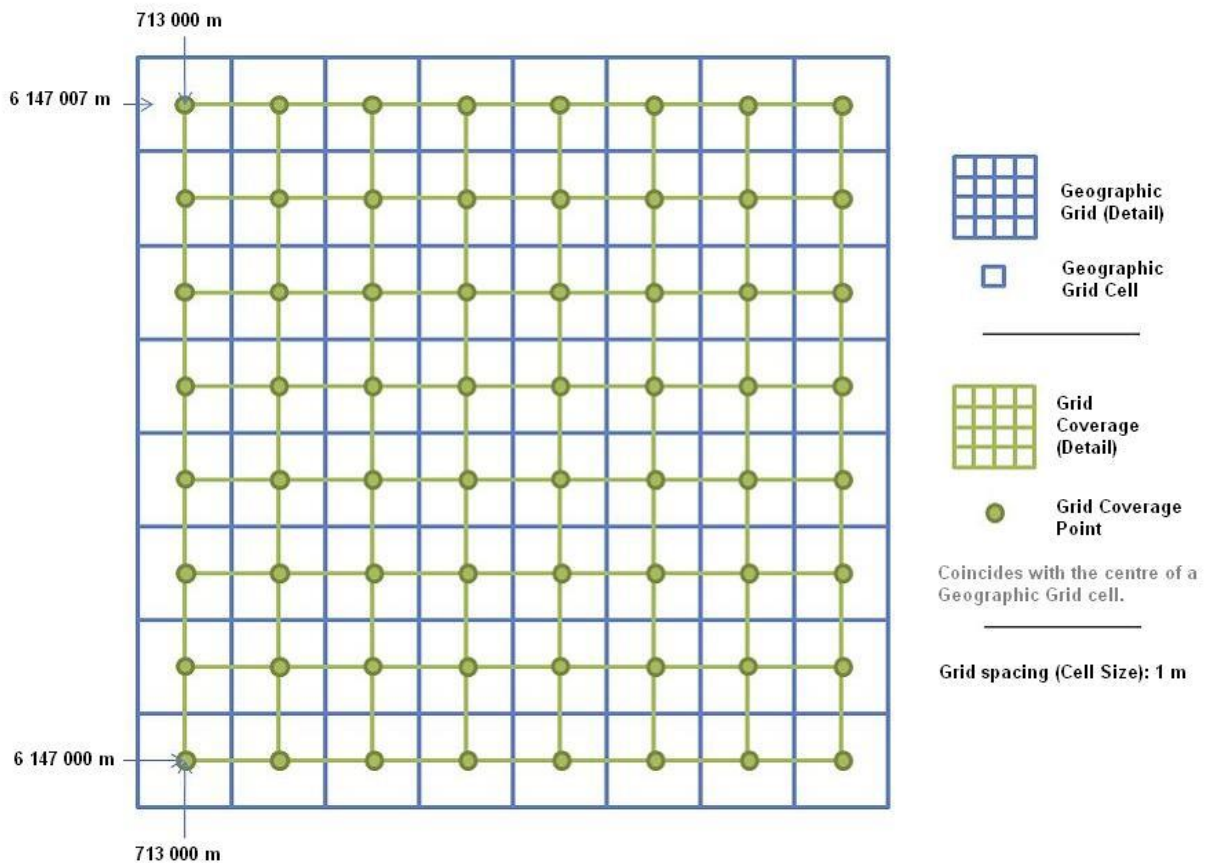 713 000 m
6 147 007 m
Geographic
Grid (Detail)
Geographic
Grid Cell
Grid
Coverage
(Detail)
Grid Coverage
Point
Coincides with the centre of a
Geographic Grid cell.
Grid spacing (Cell Size): 1 m
6 147 000 m
713 000 m